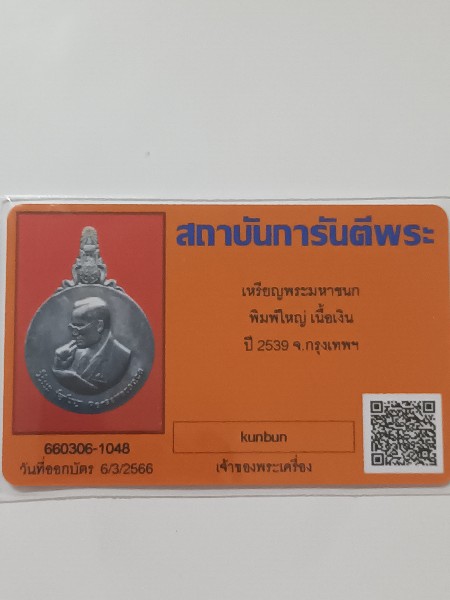 สถาบันการันตีพระ
เหรียญพระมหาชนก
พิมพ์ใหญ่ เนื้อเงิน
ปี 2539 จ.กรุงเทพฯ
kunbun
เจ้าของพระเครื่อง
660306-1048
วันที่ออกบัตร 6/3/2566